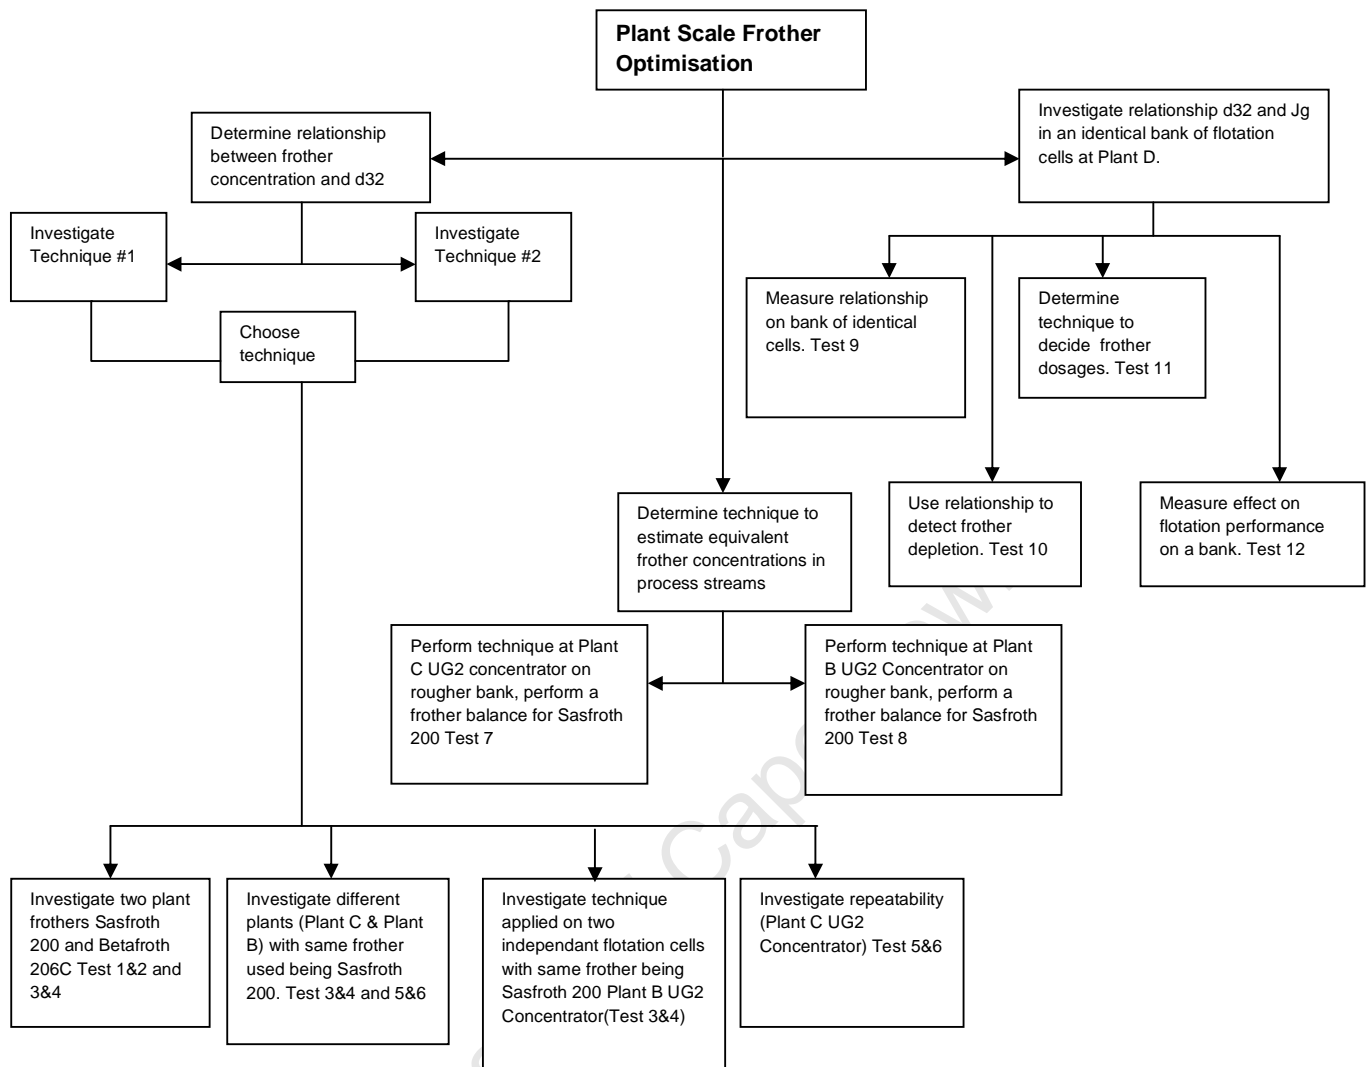 Plant Scale Frother
Optimisation
Determine relationship
between frother
concentration and d32
Investigate relationship d32 and Jg
in an identical bank of flotation
cells at Plant D.
Investigate
Technique #1
Investigate
Technique #2
Choose
technique
Measure relationship
on bank of identical
cells. Test 9
Determine
technique to
decide  frother
dosages. Test 11
Use relationship to
detect frother
depletion. Test 10
Measure effect on
flotation performance
on a bank. Test 12
Determine technique to
estimate equivalent
frother concentrations in
process streams
Perform technique at Plant
C UG2 concentrator on
rougher bank, perform a
frother balance for Sasfroth
200 Test 7
Perform technique at Plant
B UG2 Concentrator on
rougher bank, perform a
frother balance for Sasfroth
200 Test 8
Investigate two plant
frothers Sasfroth
200 and Betafroth
206C Test 1&2 and
3&4
Investigate different
plants (Plant C & Plant
B) with same frother
used being Sasfroth
200. Test 3&4 and 5&6
Investigate technique
applied on two
independant flotation cells
with same frother being
Sasfroth 200 Plant B UG2
Concentrator(Test 3&4)
Investigate repeatability
(Plant C UG2
Concentrator) Test 5&6